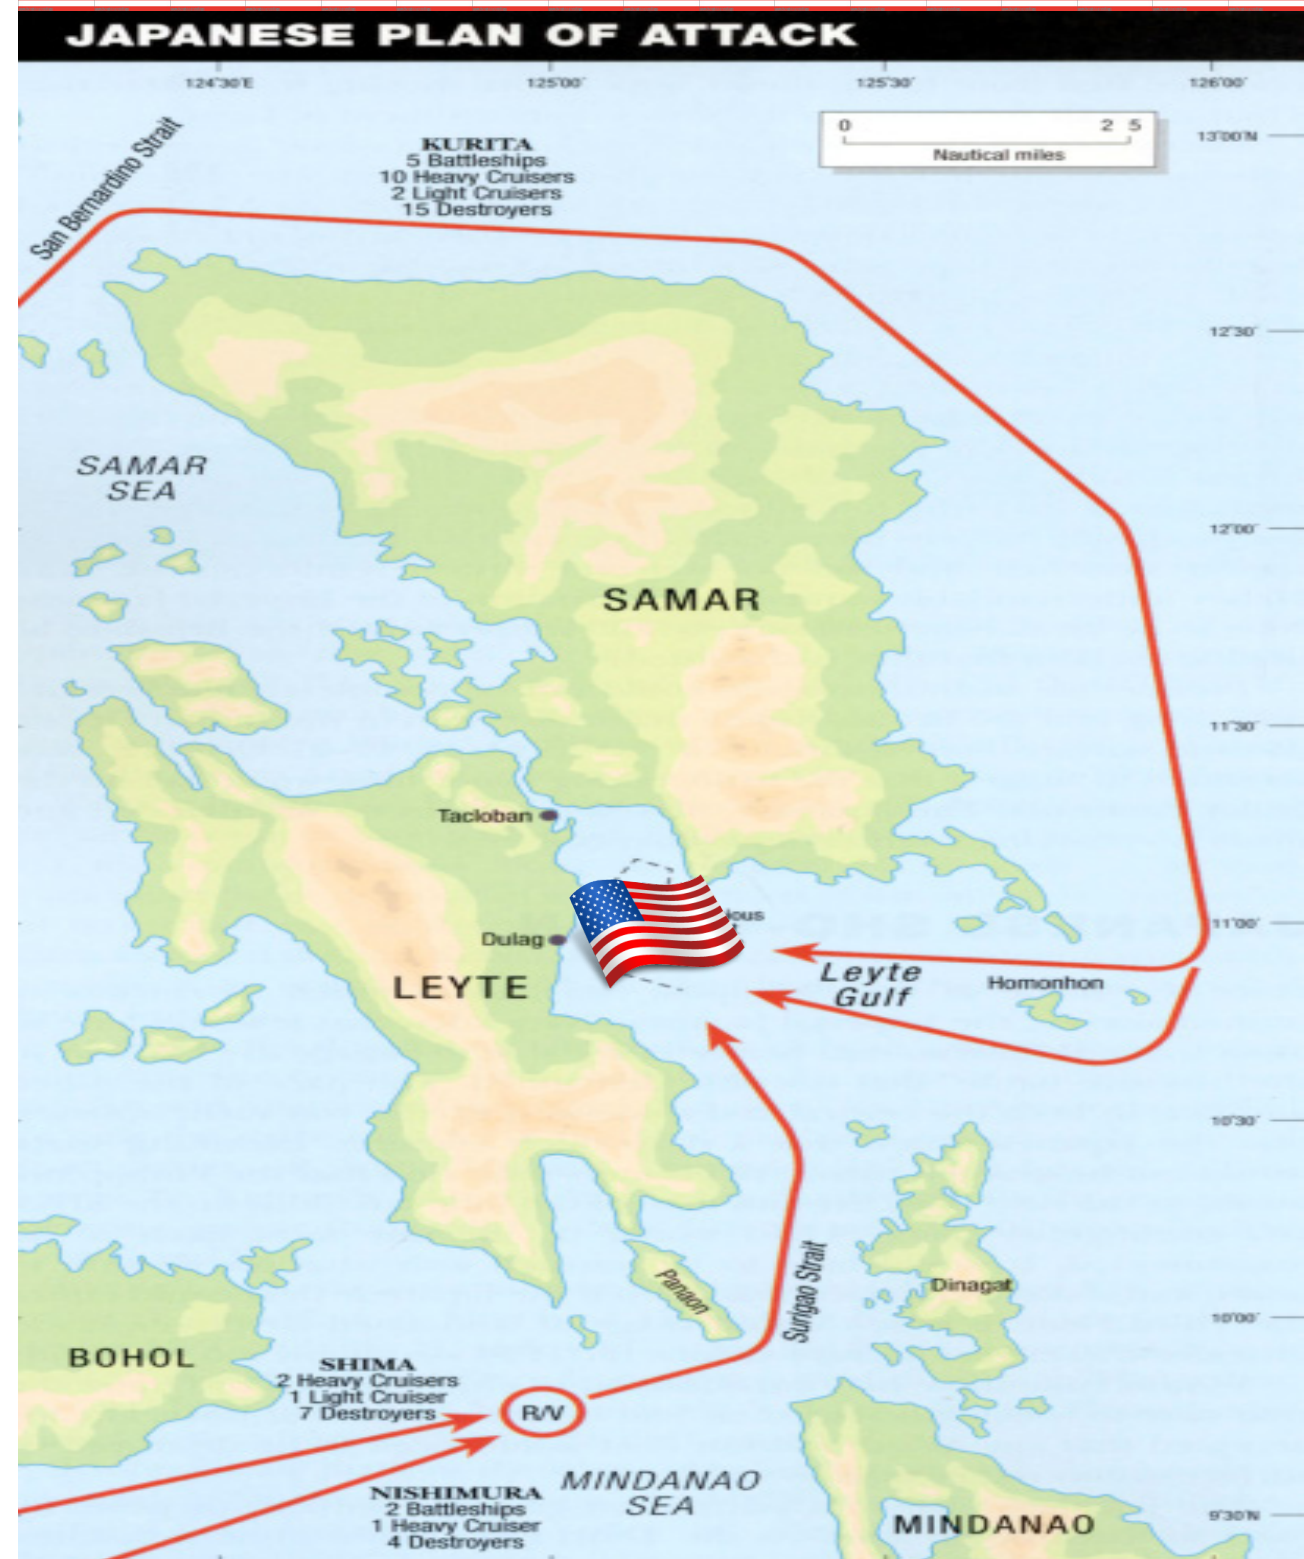 JAPANESE PLAN OF ATTACK
124°30'E
125°00'
125°30'
126°00'
0 2 5
Nautical miles
13°00'N
San Bernardino Strait
KURITA
5 Battleships
10 Heavy Cruisers
2 Light Cruisers
15 Destroyers
12°30'
SAMAR
SEA
12°00'
SAMAR
11°30'
Tacloban
11°00'
Dulag
LEYTE
Leyte
Gulf
Homonhon
10°30'
Surigao Strait
Panaon
Dinagat
10°00'
BOHOL
SHIMA
2 Heavy Cruisers
1 Light Cruiser
7 Destroyers
R/V
NISHIMURA
2 Battleships
1 Heavy Cruiser
4 Destroyers
MINDANAO
SEA
MINDANAO
9°30'N